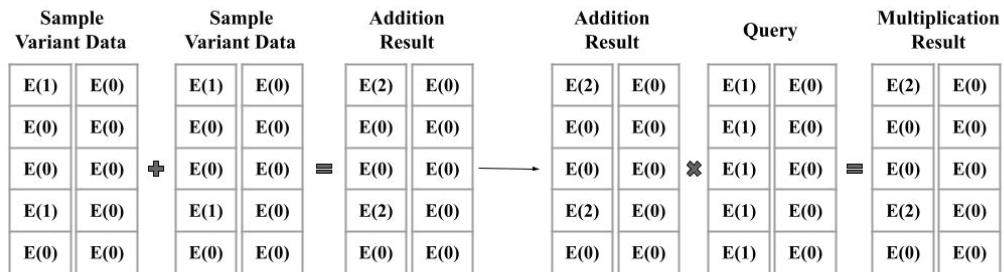 Sample Variant Data
Sample Variant Data
Addition Result
Addition Result
Query
Multiplication Result
E(1) E(0) E(1) E(0) E(2) E(0) E(2) E(0) E(1) E(0) E(2) E(0)
E(0) E(0) E(0) E(0) E(0) E(0) E(0) E(0) E(1) E(0) E(0) E(0)
E(0) E(0) + E(0) E(0) = E(0) E(0) E(0) E(0) × E(1) E(0) = E(0) E(0)
E(1) E(0) E(1) E(0) E(2) E(0) E(2) E(0) E(1) E(0) E(2) E(0)
E(0) E(0) E(0) E(0) E(0) E(0) E(0) E(0) E(1) E(0) E(0) E(0)